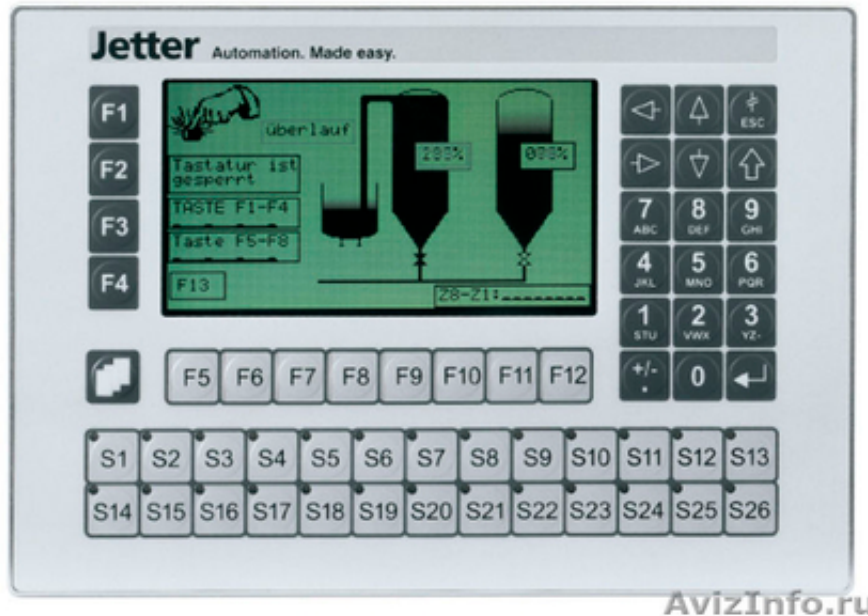 Jetter Automation. Made easy.
F1
F2
F3
F4
überlauf
Tastatur ist
gesperrt
TASTE F1-F4
Taste F5-F8
F13
Z8-Z1:
ESC
7 8 9
ABC DEF GHI
4 5 6
JKL MNO PQR
1 2 3
STU VWX YZ-
+/- 0
F5 F6 F7 F8 F9 F10 F11 F12
S1 S2 S3 S4 S5 S6 S7 S8 S9 S10 S11 S12 S13
S14 S15 S16 S17 S18 S19 S20 S21 S22 S23 S24 S25 S26
AvizInfo.ru